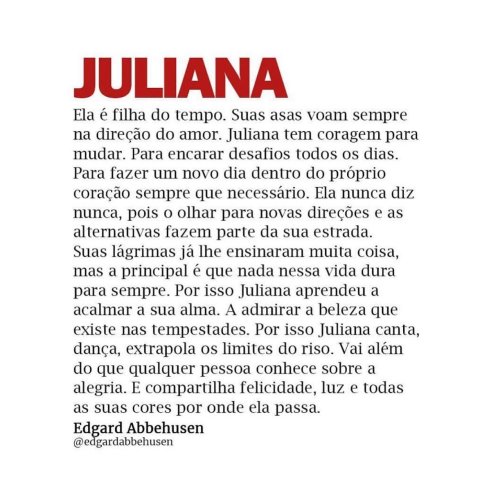 JULIANA
Ela é filha do tempo. Suas asas voam sempre
na direção do amor. Juliana tem coragem para
mudar. Para encarar desafios todos os dias.
Para fazer um novo dia dentro do próprio
coração sempre que necessário. Ela nunca diz
nunca, pois o olhar para novas direções e as
alternativas fazem parte da sua estrada.
Suas lágrimas já lhe ensinaram muita coisa,
mas a principal é que nada nessa vida dura
para sempre. Por isso Juliana aprendeu a
acalmar a sua alma. A admirar a beleza que
existe nas tempestades. Por isso Juliana canta,
dança, extrapola os limites do riso. Vai além
do que qualquer pessoa conhece sobre a
alegria. E compartilha felicidade, luz e todas
as suas cores por onde ela passa.
Edgard Abbehusen
@edgardabbehusen